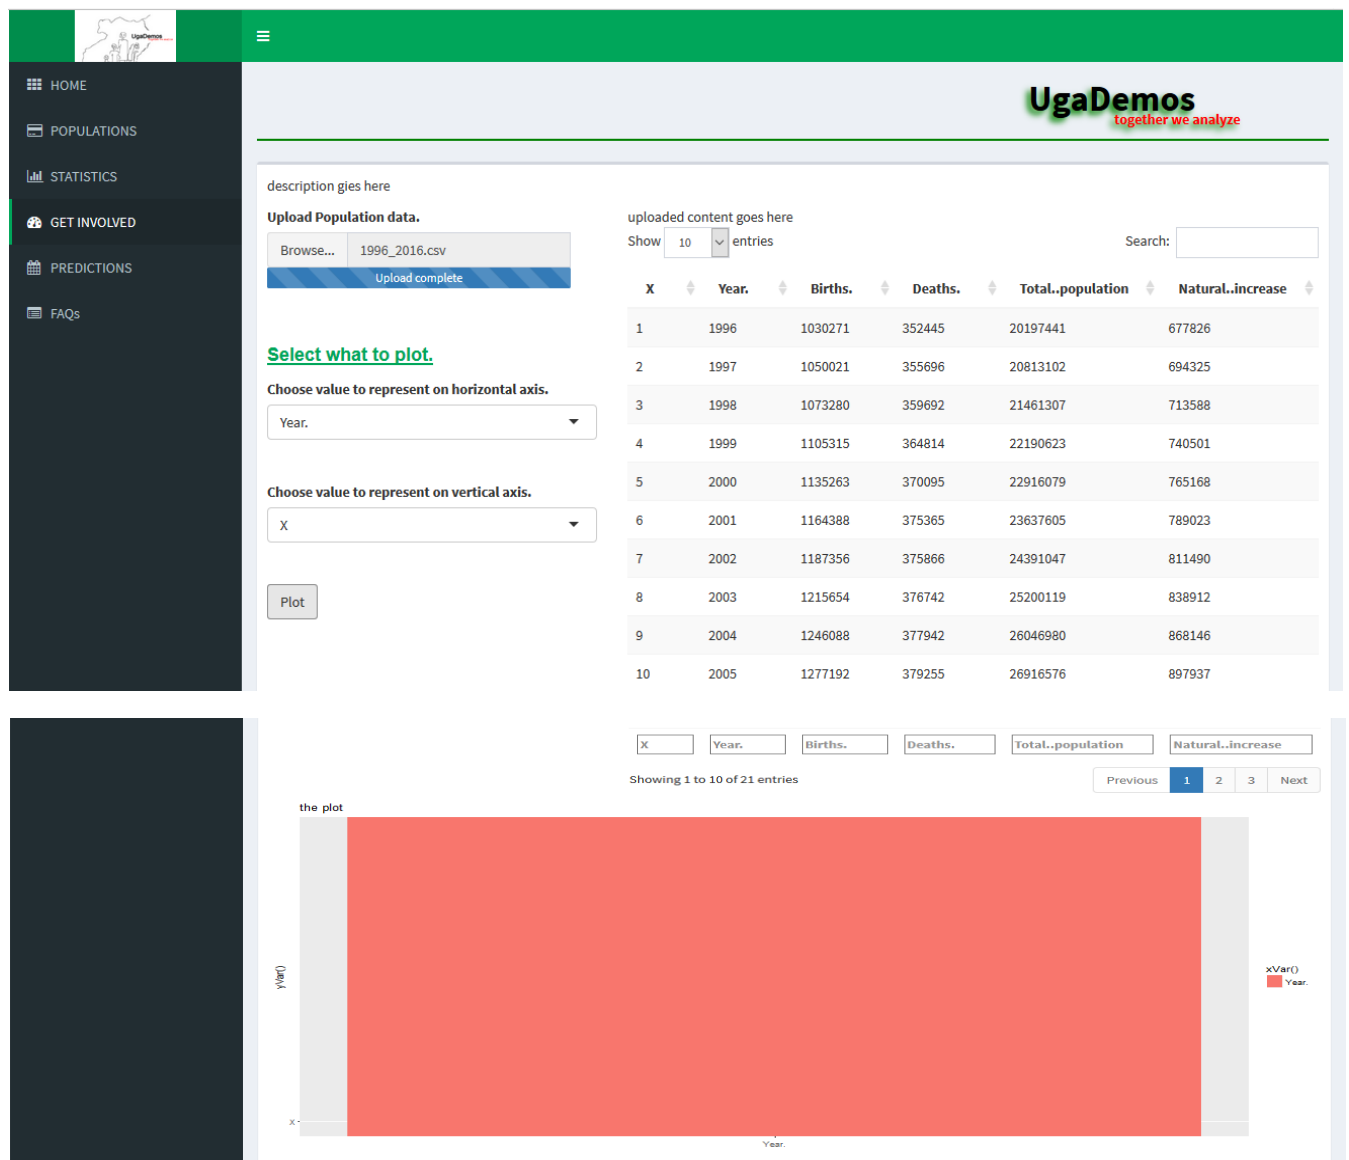 UgaDemos
HOME
POPULATIONS
STATISTICS
GET INVOLVED
PREDICTIONS
FAQs
UgaDemos
together we analyze
description gies here
Upload Population data.
Browse... 1996_2016.csv
Upload complete
Select what to plot.
Choose value to represent on horizontal axis.
Year.
Choose value to represent on vertical axis.
X
Plot
uploaded content goes here
Show 10 entries Search:
X Year. Births. Deaths. Total..population Natural..increase
1 1996 1030271 352445 20197441 677826
2 1997 1050021 355696 20813102 694325
3 1998 1073280 359692 21461307 713588
4 1999 1105315 364814 22190623 740501
5 2000 1135263 370095 22916079 765168
6 2001 1164388 375365 23637605 789023
7 2002 1187356 375866 24391047 811490
8 2003 1215654 376742 25200119 838912
9 2004 1246088 377942 26046980 868146
10 2005 1277192 379255 26916576 897937
X Year. Births. Deaths. Total..population Natural..increase
Showing 1 to 10 of 21 entries Previous 1 2 3 Next
the plot
yVar()
xVar()
Year.
X
Year.